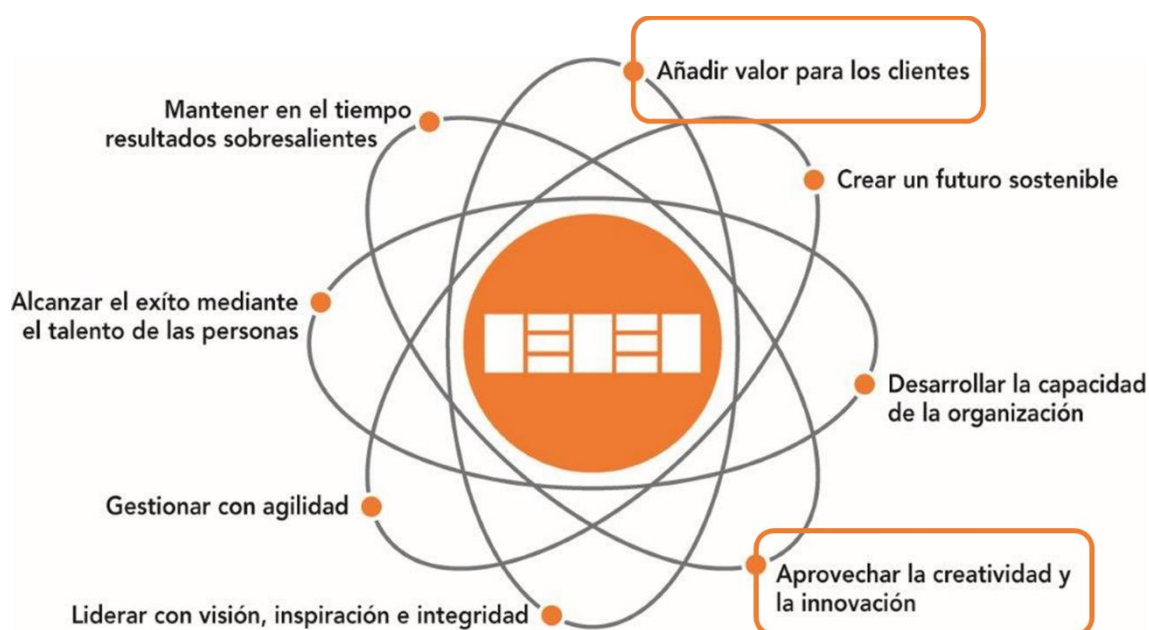 Añadir valor para los clientes
Mantener en el tiempo
resultados sobresalientes
Crear un futuro sostenible
Alcanzar el exíto mediante
el talento de las personas
Desarrollar la capacidad
de la organización
Gestionar con agilidad
Aprovechar la creatividad y
la innovación
Liderar con visión, inspiración e integridad